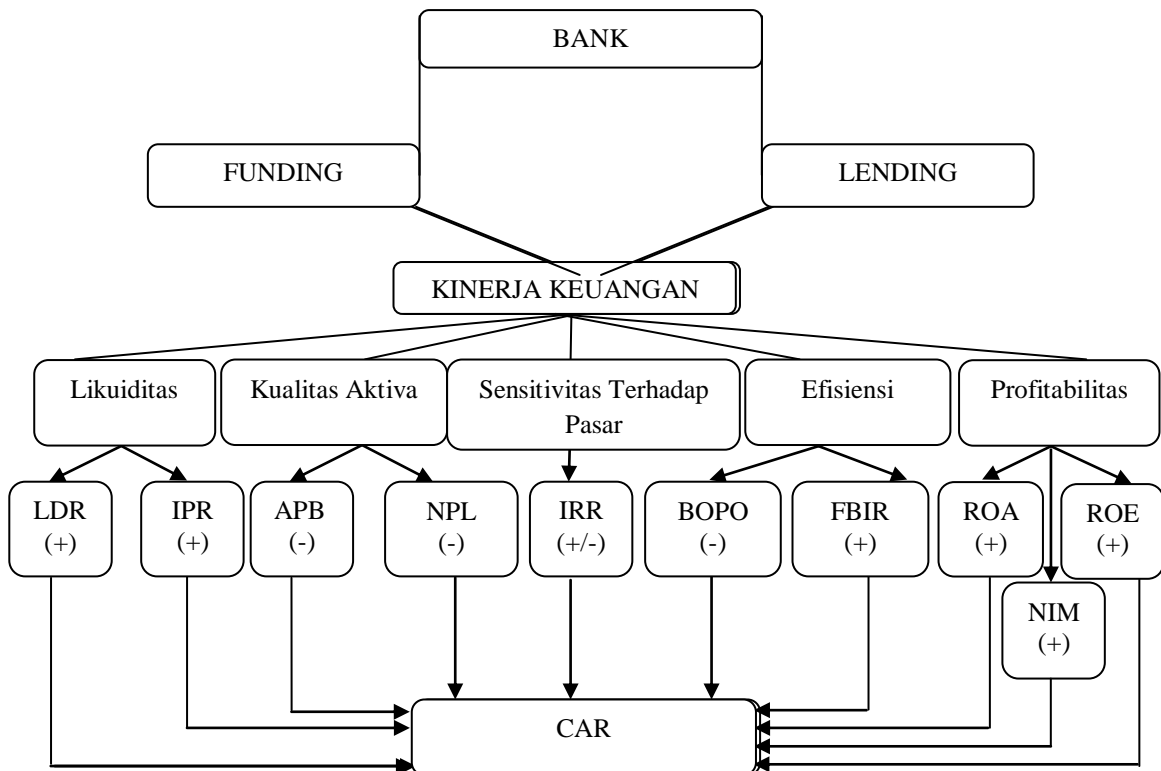 BANK
FUNDING
LENDING
KINERJA KEUANGAN
Likuiditas
Kualitas Aktiva
Sensitivitas Terhadap
Pasar
Efisiensi
Profitabilitas
LDR
(+)
IPR
(+)
APB
(-)
NPL
(-)
IRR
(+/-)
BOPO
(-)
FBIR
(+)
ROA
(+)
ROE
(+)
NIM
(+)
CAR